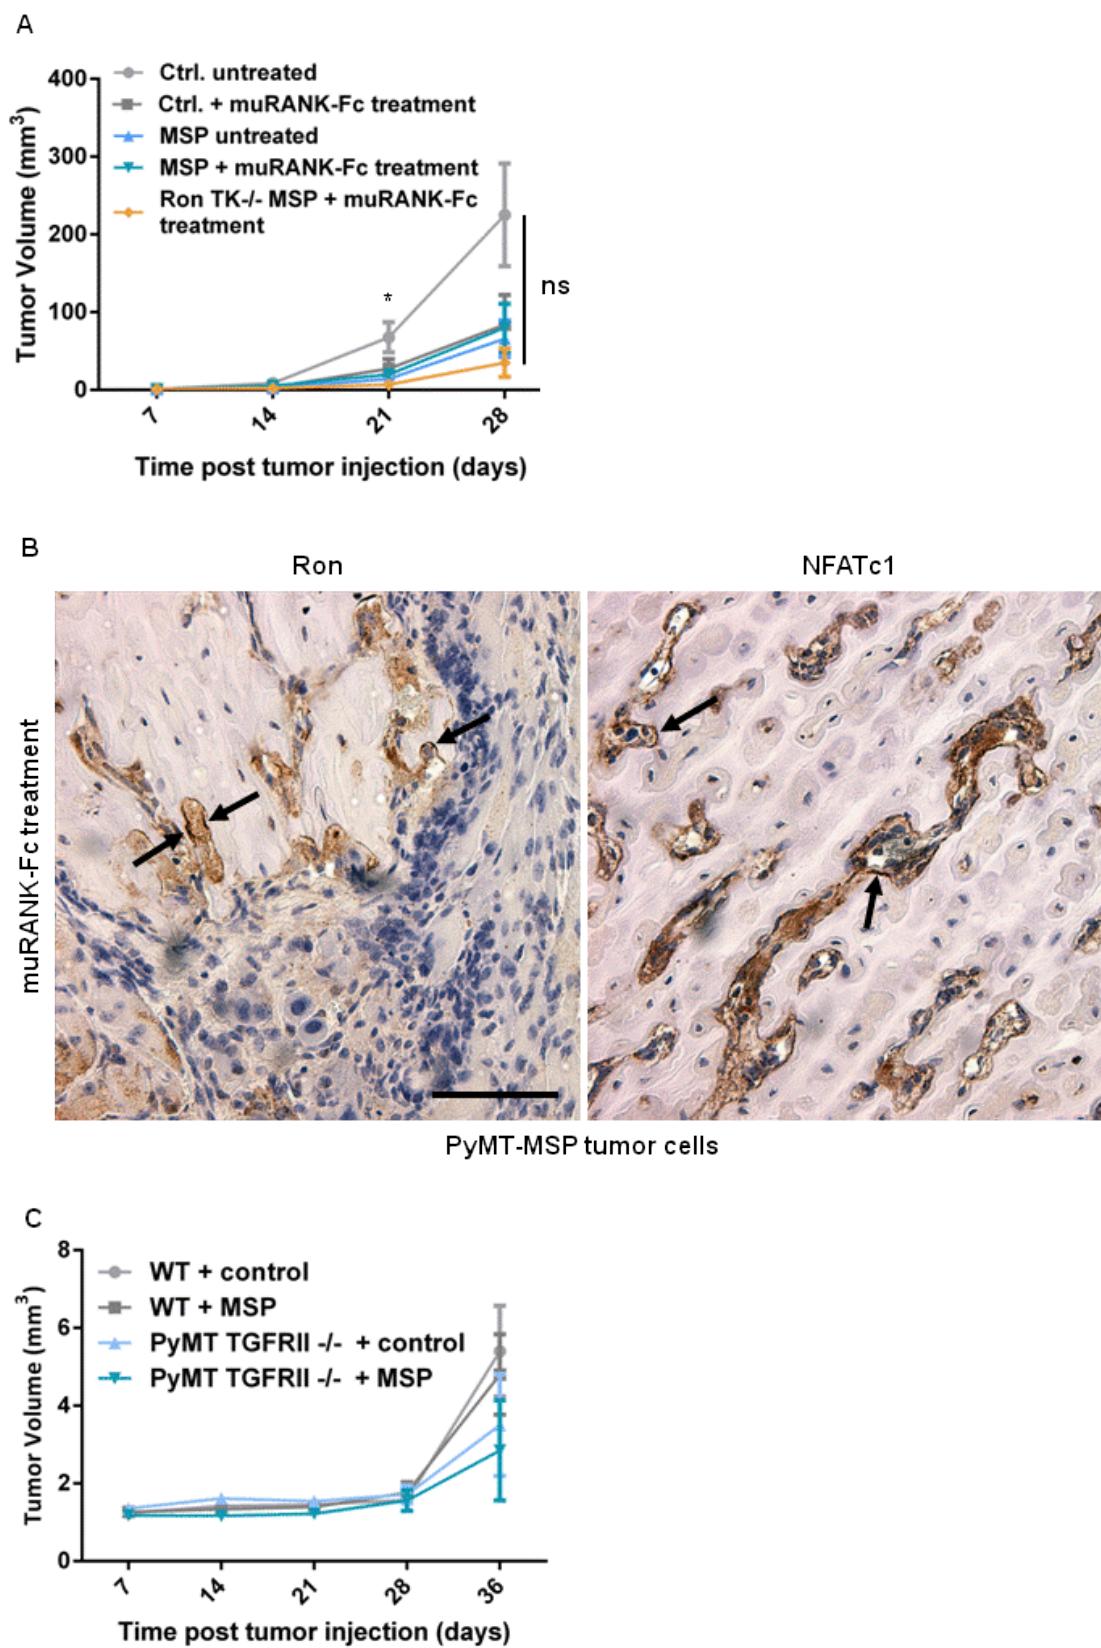 A
Tumor Volume (mm3)
400
300
200
100
0
Ctrl. untreated
Ctrl. + muRANK-Fc treatment
MSP untreated
MSP + muRANK-Fc treatment
Ron TK-/- MSP + muRANK-Fc
treatment
*
ns
7
14
21
28
Time post tumor injection (days)
B
Ron
NFATc1
muRANK-Fc treatment
PyMT-MSP tumor cells
C
Tumor Volume (mm3)
8
6
4
2
0
WT + control
WT + MSP
PyMT TGFRII -/- + control
PyMT TGFRII -/- + MSP
7
14
21
28
36
Time post tumor injection (days)